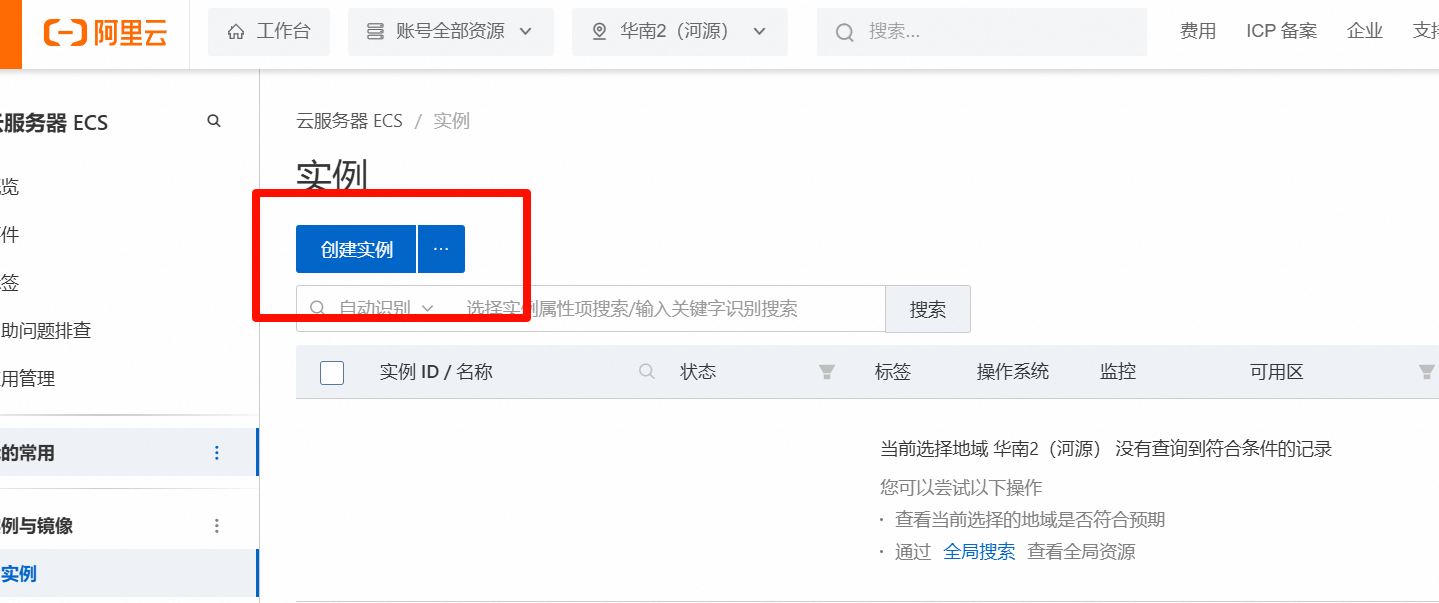 阿里云
工作台
账号全部资源
华南2（河源）
搜索...
费用
ICP 备案
企业
支持
云服务器 ECS
览
件
签
助问题排查
用管理
的常用
例与镜像
实例
云服务器 ECS / 实例
实例
创建实例 ...
自动识别 选择实例属性项搜索/输入关键字识别搜索 搜索
实例 ID / 名称 状态 标签 操作系统 监控 可用区
当前选择地域 华南2（河源） 没有查询到符合条件的记录
您可以尝试以下操作
· 查看当前选择的地域是否符合预期
· 通过 全局搜索 查看全局资源